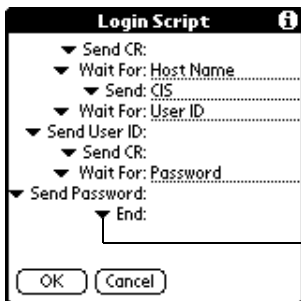 Login Script
Send CR:
Wait For: Host Name
Send: CIS
Wait For: User ID
Send User ID:
Send CR:
Wait For: Password
Send Password:
End:
OK Cancel